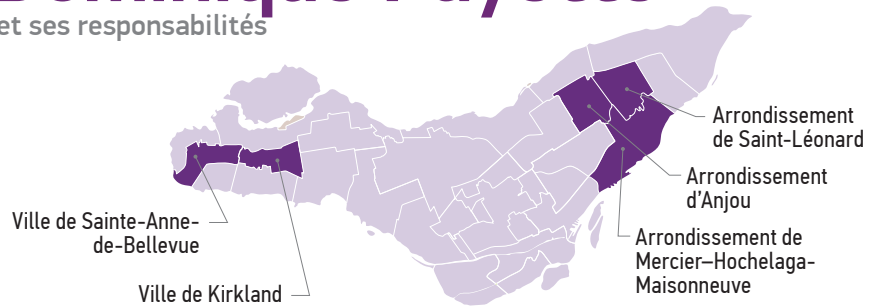 et ses responsabilités
Arrondissement
de Saint-Léonard
Arrondissement
d'Anjou
Ville de Sainte-Anne-
de-Bellevue
Arrondissement de
Mercier–Hochelaga-
Maisonneuve
Ville de Kirkland